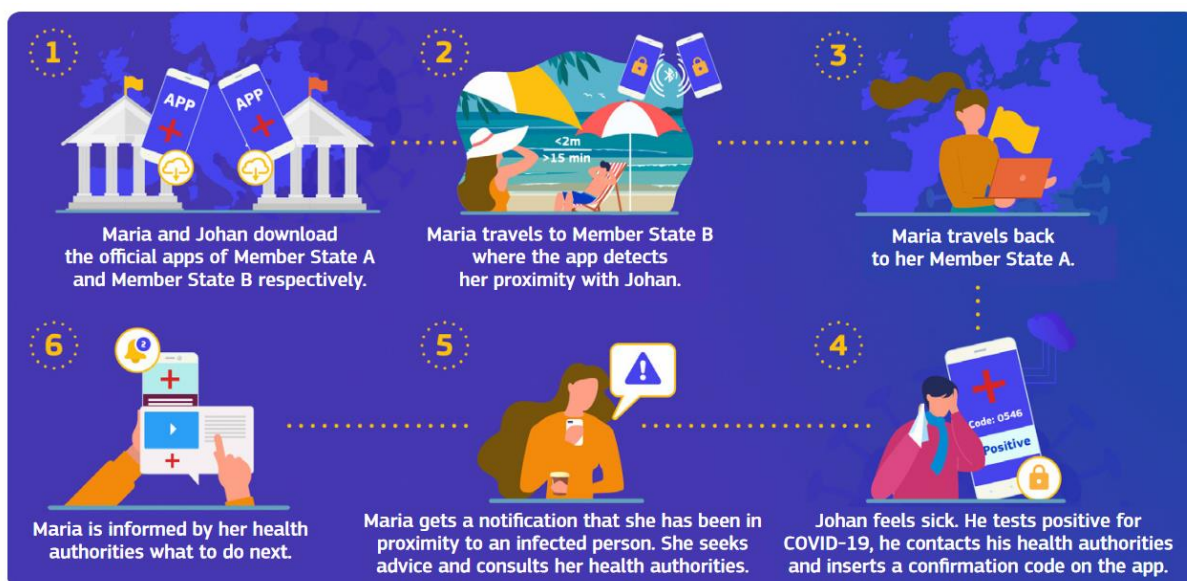 1
APP
APP
Maria and Johan download
the official apps of Member State A
and Member State B respectively.
2
<2m
>15 min
Maria travels to Member State B
where the app detects
her proximity with Johan.
3
Maria travels back
to her Member State A.
4
Code: 0546
Positive
Johan feels sick. He tests positive for
COVID-19, he contacts his health authorities
and inserts a confirmation code on the app.
5
Maria gets a notification that she has been in
proximity to an infected person. She seeks
advice and consults her health authorities.
6
2
Maria is informed by her health
authorities what to do next.